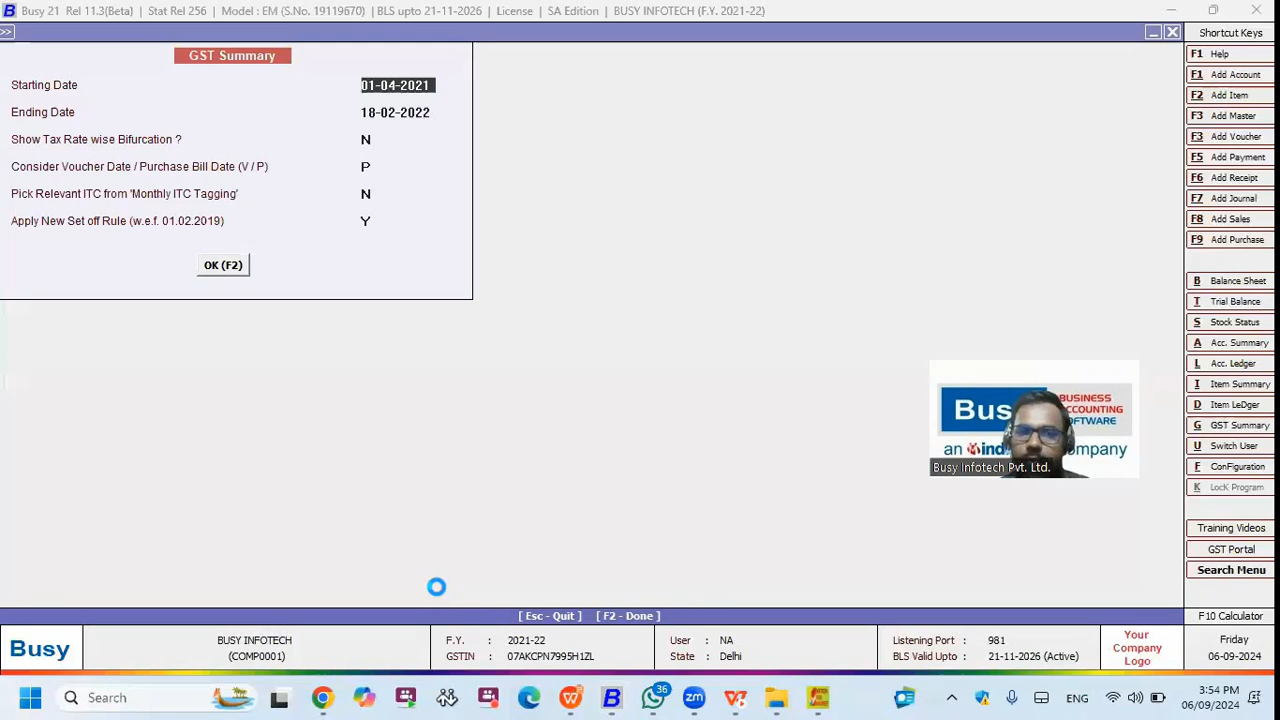 Busy 21 Rel 11.3(Beta) | Stat Rel 256 | Model : EM (S.No. 19119670) | BLS upto 21-11-2026 | License | SA Edition | BUSY INFOTECH (F.Y. 2021-22)
>>
GST Summary
Starting Date 01-04-2021
Ending Date 18-02-2022
Show Tax Rate wise Bifurcation ? N
Consider Voucher Date / Purchase Bill Date (V / P) P
Pick Relevant ITC from 'Monthly ITC Tagging' N
Apply New Set off Rule (w.e.f. 01.02.2019) Y
OK (F2)
BUSINESS
ACCOUNTING
SOFTWARE
Busy Infotech Pvt. Ltd.
Shortcut Keys
F1 Help
F1 Add Account
F2 Add Item
F3 Add Master
F3 Add Voucher
F5 Add Payment
F6 Add Receipt
F7 Add Journal
F8 Add Sales
F9 Add Purchase
B Balance Sheet
T Trial Balance
S Stock Status
A Acc. Summary
L Acc. Ledger
I Item Summary
D Item LeDger
G GST Summary
U Switch User
F ConFiguration
K LocK Program
Training Videos
GST Portal
Search Menu
[ Esc - Quit ] [ F2 - Done ]
F10 Calculator
Busy
BUSY INFOTECH
(COMP0001)
F.Y. : 2021-22
GSTIN : 07AKCPN7995H1ZL
User : NA
State : Delhi
Listening Port : 981
BLS Valid Upto : 21-11-2026 (Active)
Your
Company
Logo
Friday
06-09-2024
Search
36
ENG
3:54 PM
06/09/2024